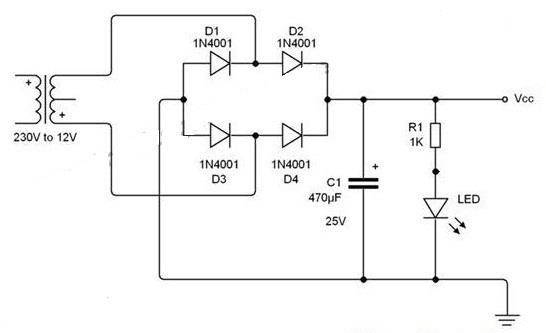 D1
1N4001
D2
1N4001
+
+
230V to 12V
Vcc
R1
1K
1N4001
D3
1N4001
D4
+
C1
470µF
25V
LED